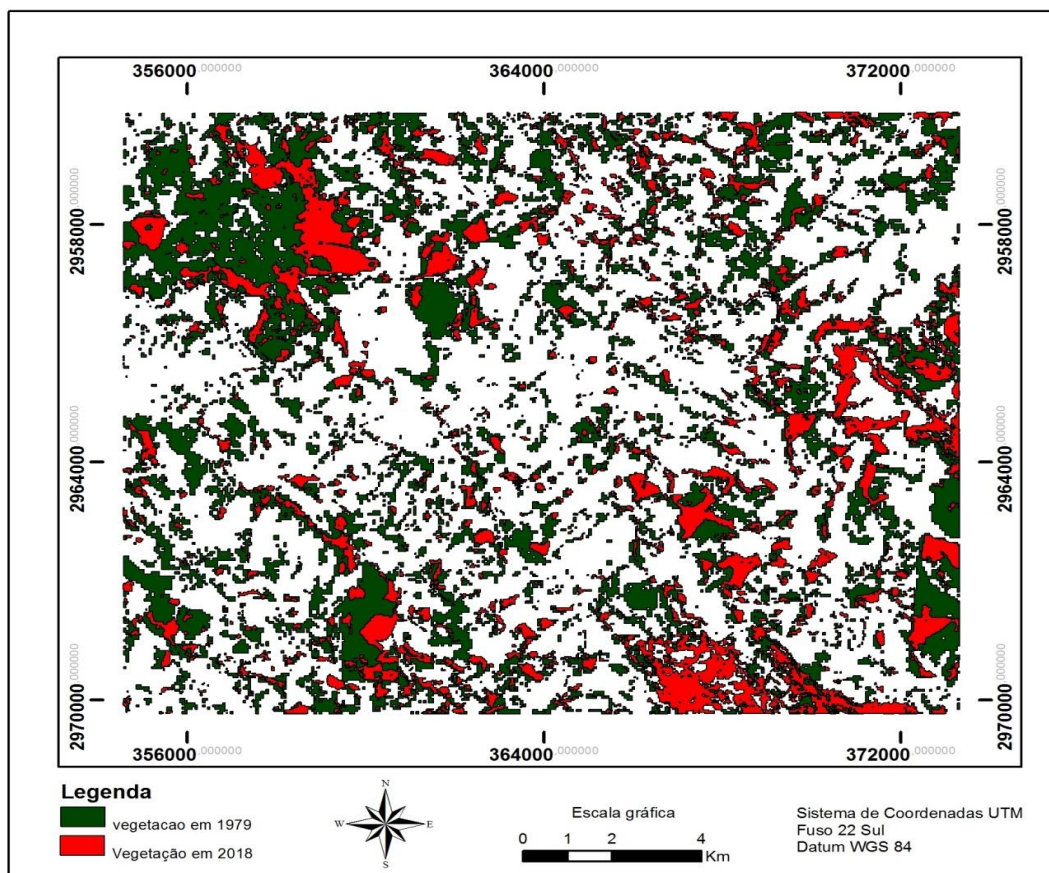 356000,000000 364000,000000 372000,000000
2958000,000000 2958000,000000
2964000,000000 2964000,000000
2970000,000000 2970000,000000
356000,000000 364000,000000 372000,000000
Legenda
vegetacao em 1979
Vegetação em 2018
N
W E
S
Escala gráfica
0 1 2 4
Km
Sistema de Coordenadas UTM
Fuso 22 Sul
Datum WGS 84